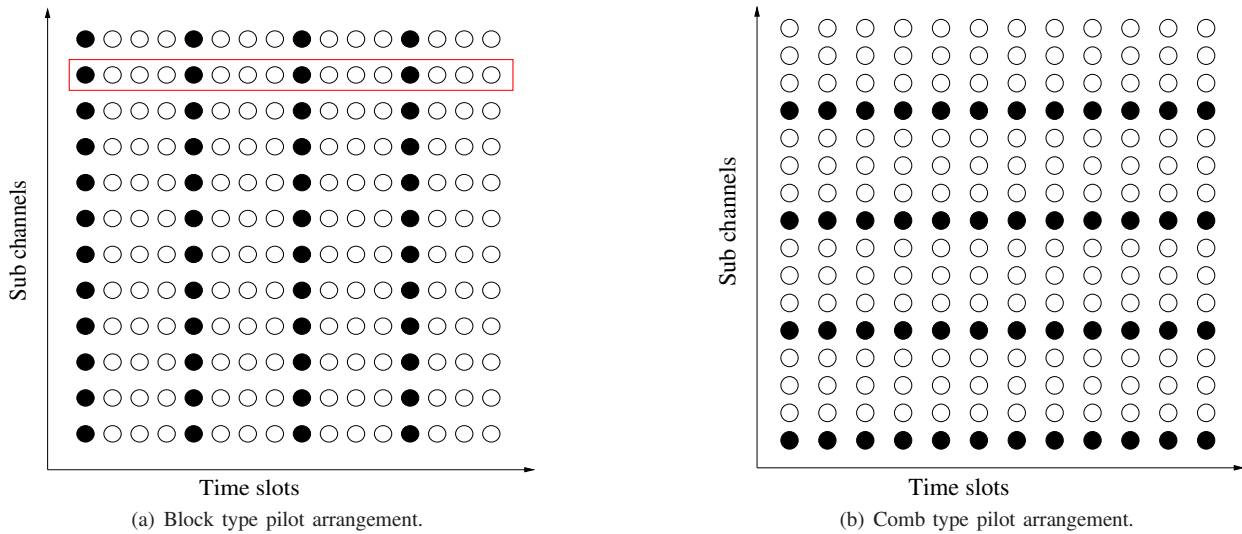 Sub channels
Time slots
(a) Block type pilot arrangement.
Sub channels
Time slots
(b) Comb type pilot arrangement.